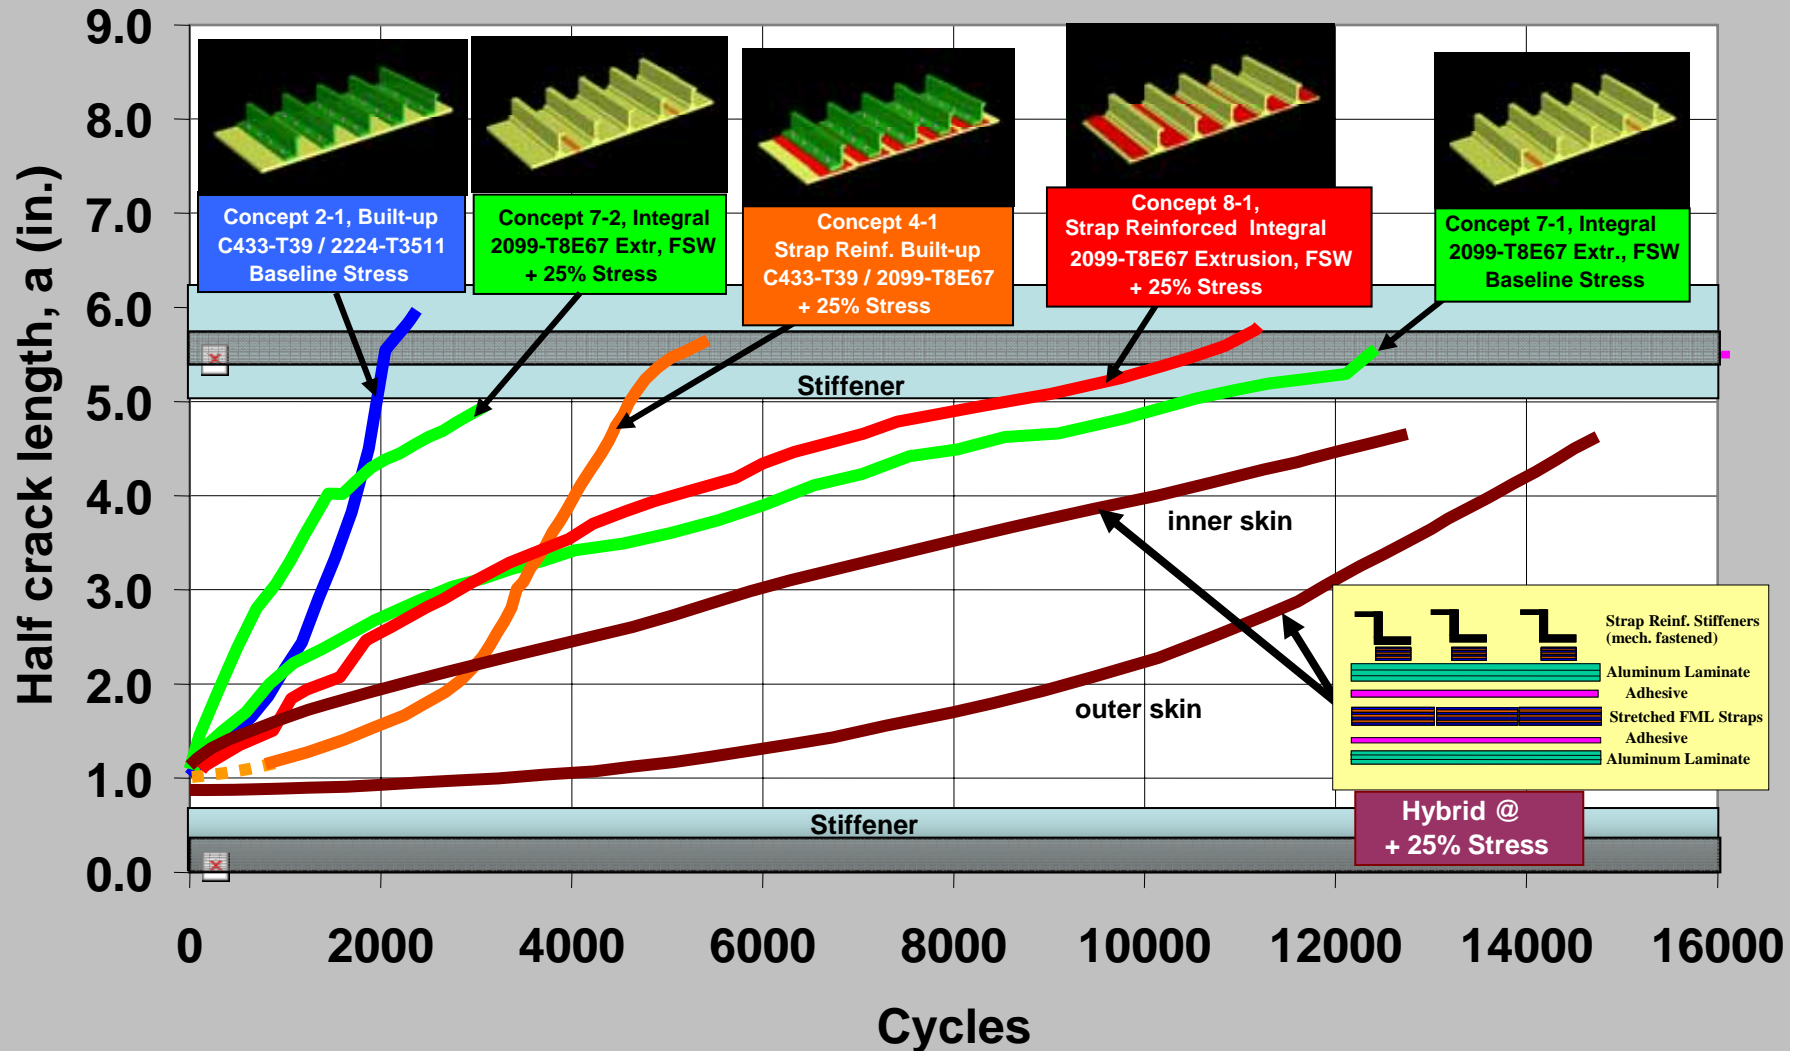 9.0
8.0
7.0
6.0
5.0
4.0
3.0
2.0
1.0
0.0
Half crack length, a (in.)
Concept 2-1, Built-up
C433-T39 / 2224-T3511
Baseline Stress
Concept 7-2, Integral
2099-T8E67 Extr, FSW
+ 25% Stress
Concept 4-1
Strap Reinf. Built-up
C433-T39 / 2099-T8E67
+ 25% Stress
Concept 8-1,
Strap Reinforced Integral
2099-T8E67 Extrusion, FSW
+ 25% Stress
Concept 7-1, Integral
2099-T8E67 Extr., FSW
Baseline Stress
Stiffener
inner skin
outer skin
Strap Reinf. Stiffeners
(mech. fastened)
Aluminum Laminate
Adhesive
Stretched FML Straps
Adhesive
Aluminum Laminate
Hybrid @
+ 25% Stress
Stiffener
0 2000 4000 6000 8000 10000 12000 14000 16000
Cycles